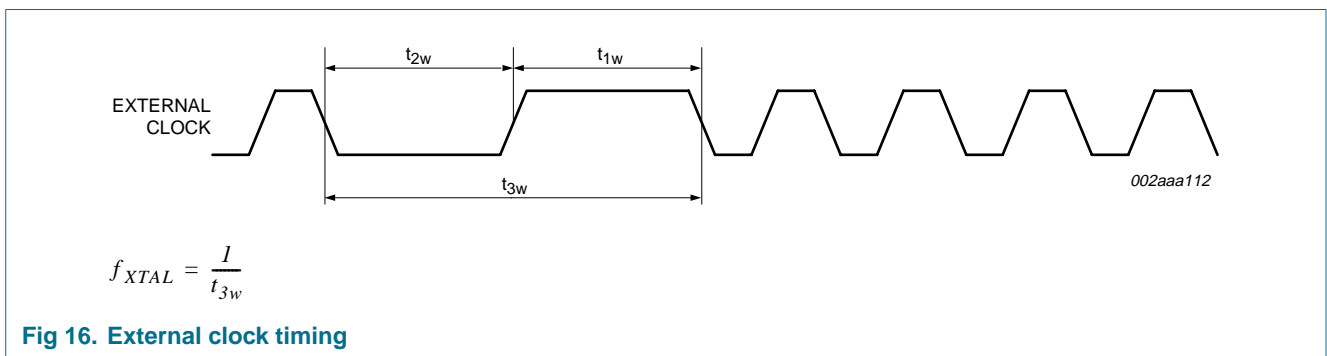 t2w
t1w
EXTERNAL
CLOCK
t3w
002aaa112
fXTAL = 1/t3w
Fig 16. External clock timing